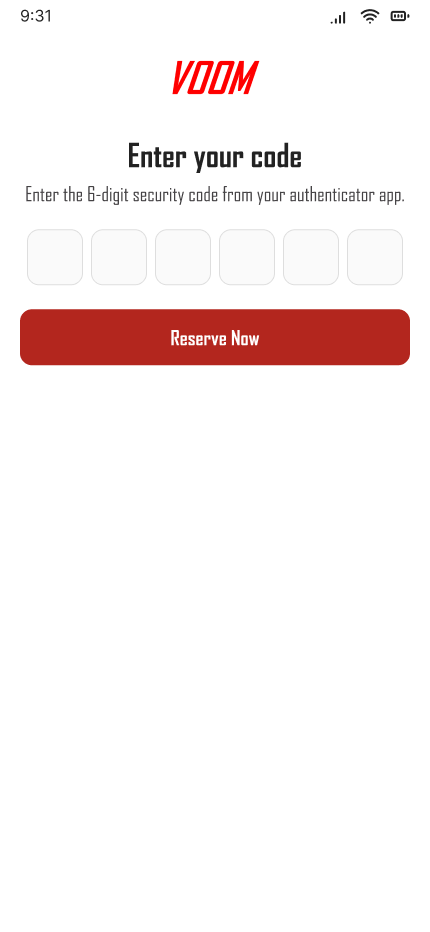 9:31
VOOM
Enter your code
Enter the 6-digit security code from your authenticator app.
Reserve Now